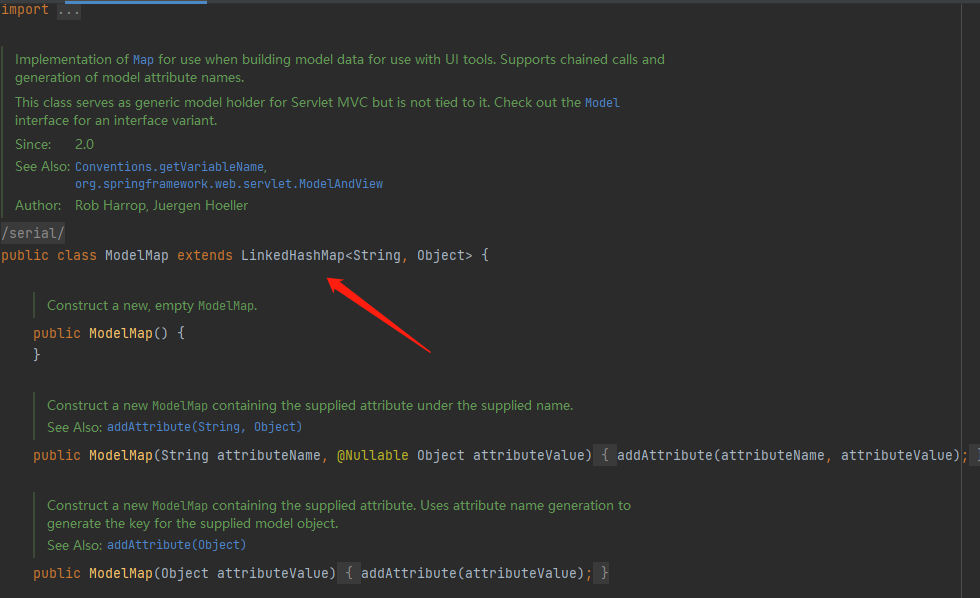 import ...
Implementation of Map for use when building model data for use with UI tools. Supports chained calls and
generation of model attribute names.
This class serves as generic model holder for Servlet MVC but is not tied to it. Check out the Model
interface for an interface variant.
Since: 2.0
See Also: Conventions.getVariableName,
org.springframework.web.servlet.ModelAndView
Author: Rob Harrop, Juergen Hoeller
/serial/
public class ModelMap extends LinkedHashMap<String, Object> {
Construct a new, empty ModelMap.
public ModelMap() {
}
Construct a new ModelMap containing the supplied attribute under the supplied name.
See Also: addAttribute(String, Object)
public ModelMap(String attributeName, @Nullable Object attributeValue) { addAttribute(attributeName, attributeValue); }
Construct a new ModelMap containing the supplied attribute. Uses attribute name generation to
generate the key for the supplied model object.
See Also: addAttribute(Object)
public ModelMap(Object attributeValue) { addAttribute(attributeValue); }